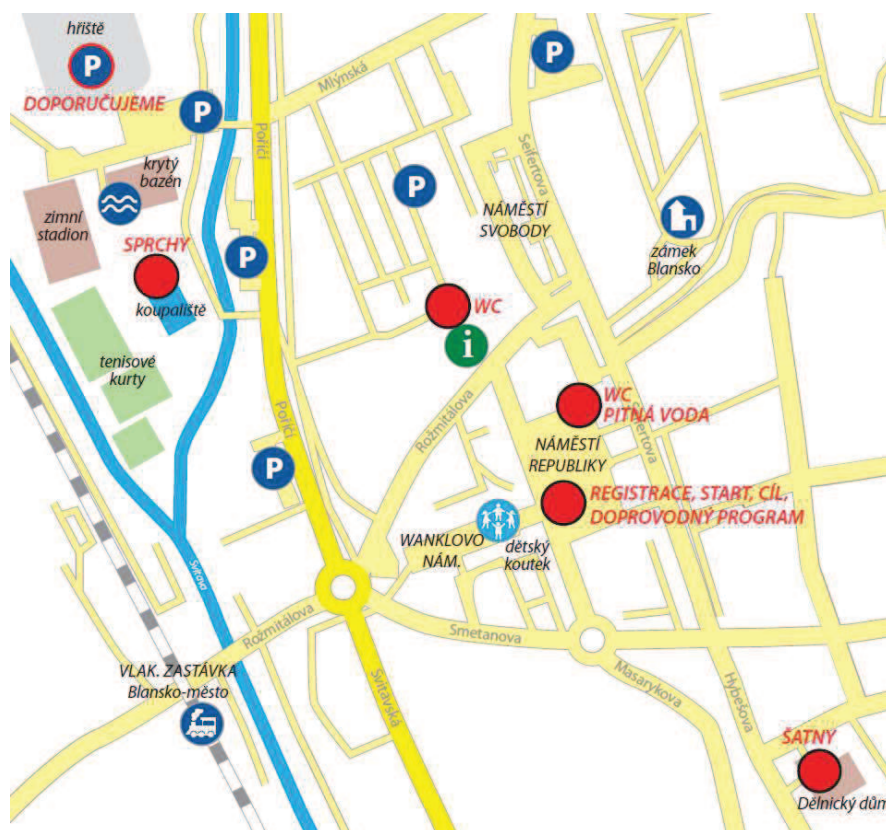 hřiště
P
DOPORUČUJEME
P
P
P
P
P
Mlýnská
Poříčí
krytý
bazén
zimní
stadion
SPRCHY
koupaliště
tenisové
kurty
Seifertova
NÁMĚSTÍ
SVOBODY
zámek
Blansko
WC
i
Rožmitálova
Poříčí
WC
PITNÁ VODA
Seifertova
NÁMĚSTÍ
REPUBLIKY
REGISTRACE, START, CÍL,
DOPROVODNÝ PROGRAM
WANKLOVO
NÁM.
dětský
koutek
Svitava
Rožmitálova
Smetanova
VLAK. ZASTÁVKA
Blansko-město
Svitavská
Masarykova
Hybešova
ŠATNY
Dělnický dům